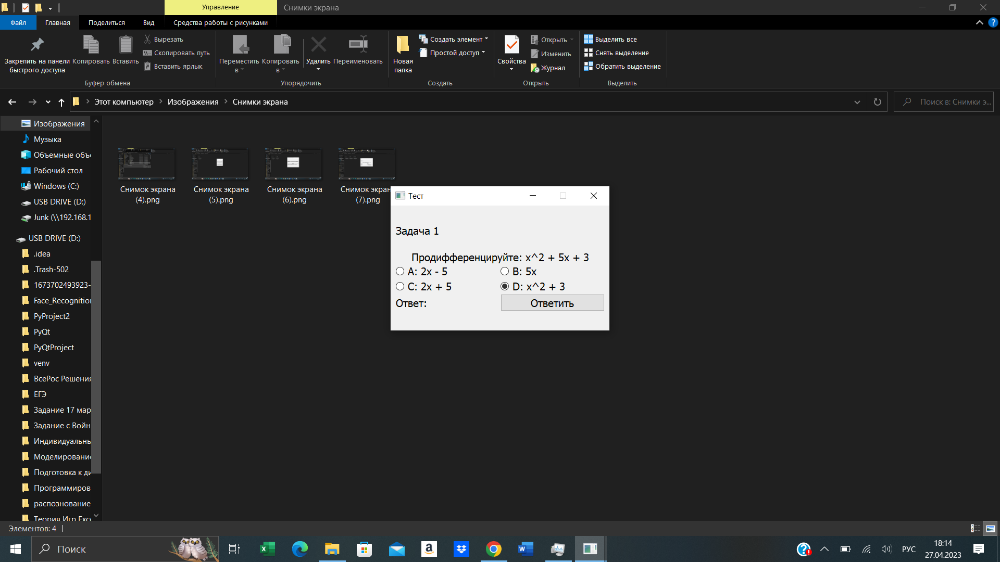 Управление
Снимки экрана
Файл
Главная
Поделиться
Вид
Средства работы с рисунками
Закрепить на панели
быстрого доступа
Копировать
Вставить
Вырезать
Скопировать путь
Вставить ярлык
Буфер обмена
Переместить
в
Копировать
в
Удалить
Переименовать
Упорядочить
Новая
папка
Создать элемент
Простой доступ
Создать
Свойства
Открыть
Изменить
Журнал
Открыть
Выделить все
Снять выделение
Обратить выделение
Выделить
Этот компьютер
Изображения
Снимки экрана
Поиск в: Снимки э...
Изображения
Музыка
Объемные объ
Рабочий стол
Windows (C:)
USB DRIVE (D:)
Junk (\\192.168.1
USB DRIVE (D:)
.idea
.Trash-502
1673702493923-
Face_Recognition
PyProject2
PyQt
PyQtProject
venv
ВсеРос Решения
ЕГЭ
Задание 17 мар
Задание с Войн
Индивидуальны
Моделирование
Подготовка к ди
Программиров
распознование
Теория Игр Exce
Снимок экрана
(4).png
Снимок экрана
(5).png
Снимок экрана
(6).png
Снимок экран
(7).png
Тест
Задача 1
Продифференцируйте: x^2 + 5x + 3
A: 2x - 5
B: 5x
C: 2x + 5
D: x^2 + 3
Ответ:
Ответить
Элементов: 4
Поиск
РУС
18:14
27.04.2023